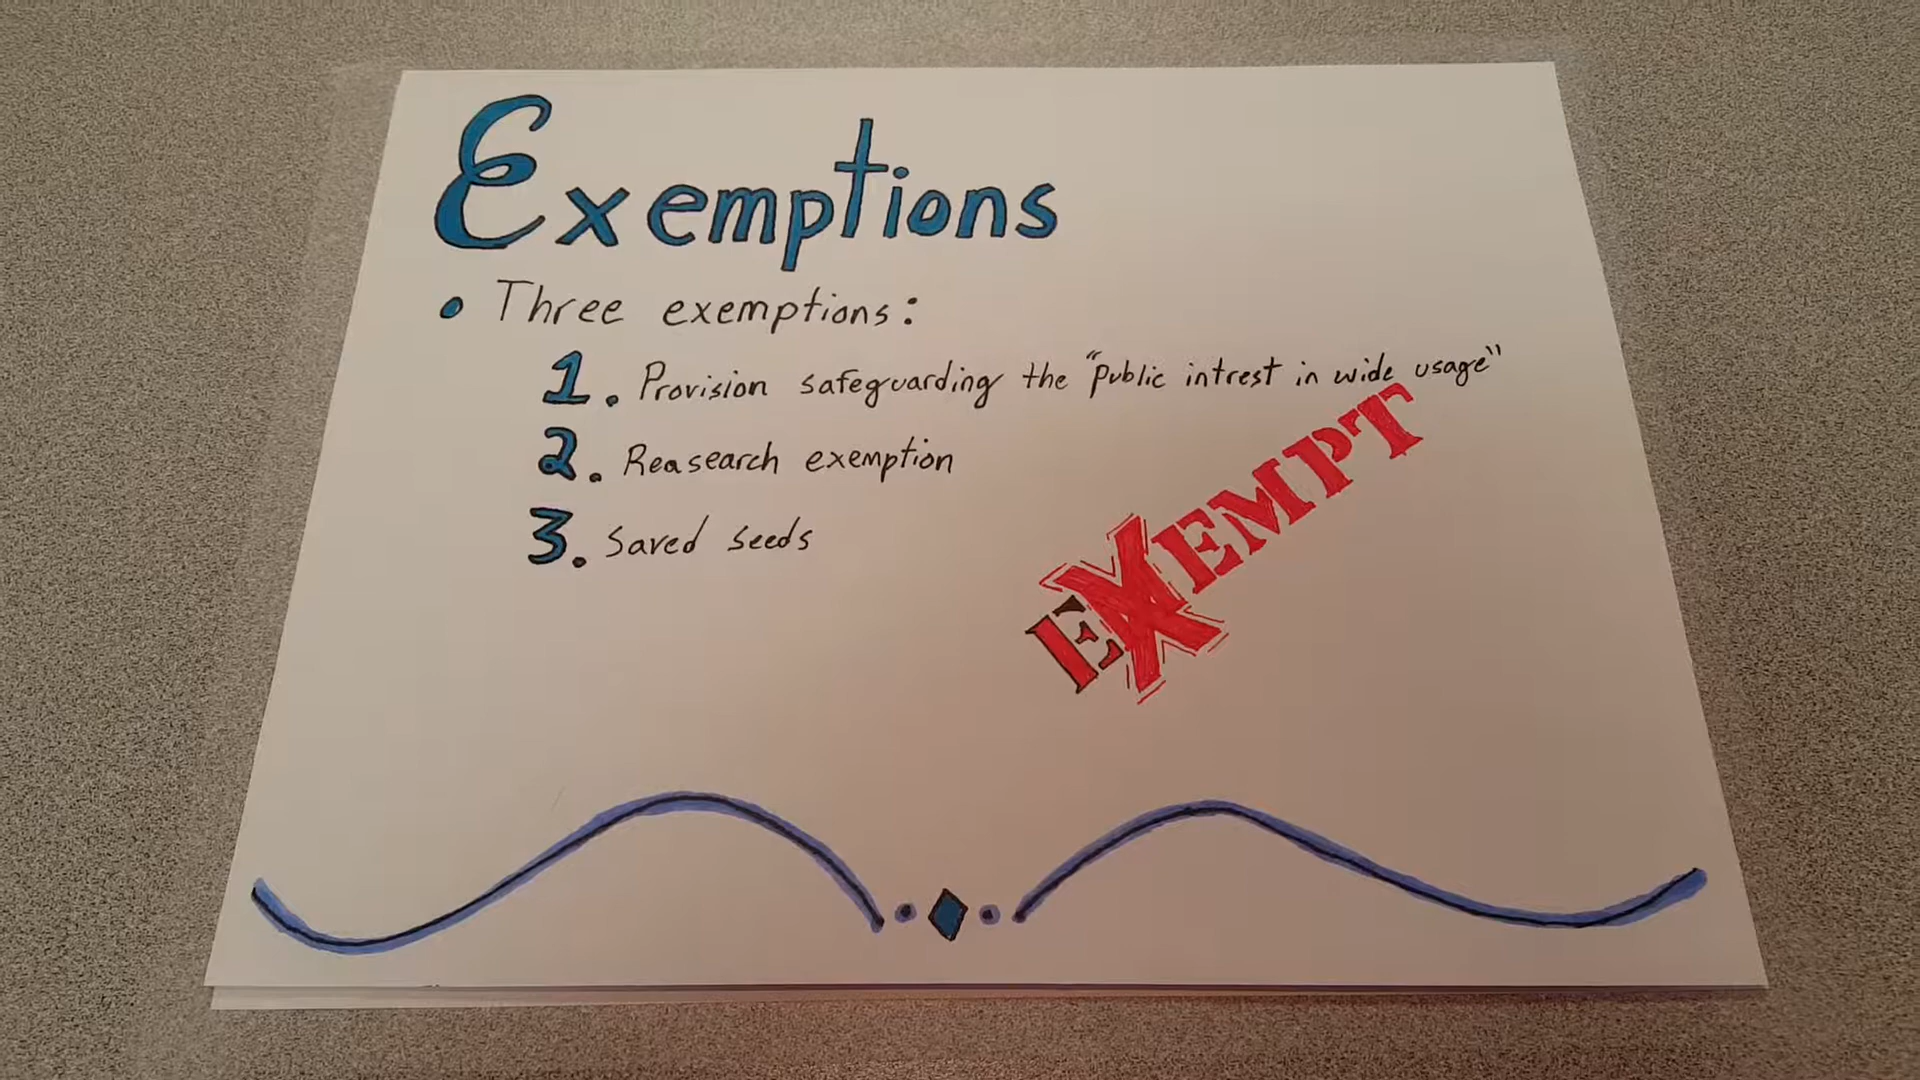 Exemptions
• Three exemptions:
1. Provision safeguarding the "public intrest in wide usage"
2. Reasearch exemption
3. Saved seeds
EXEMPT